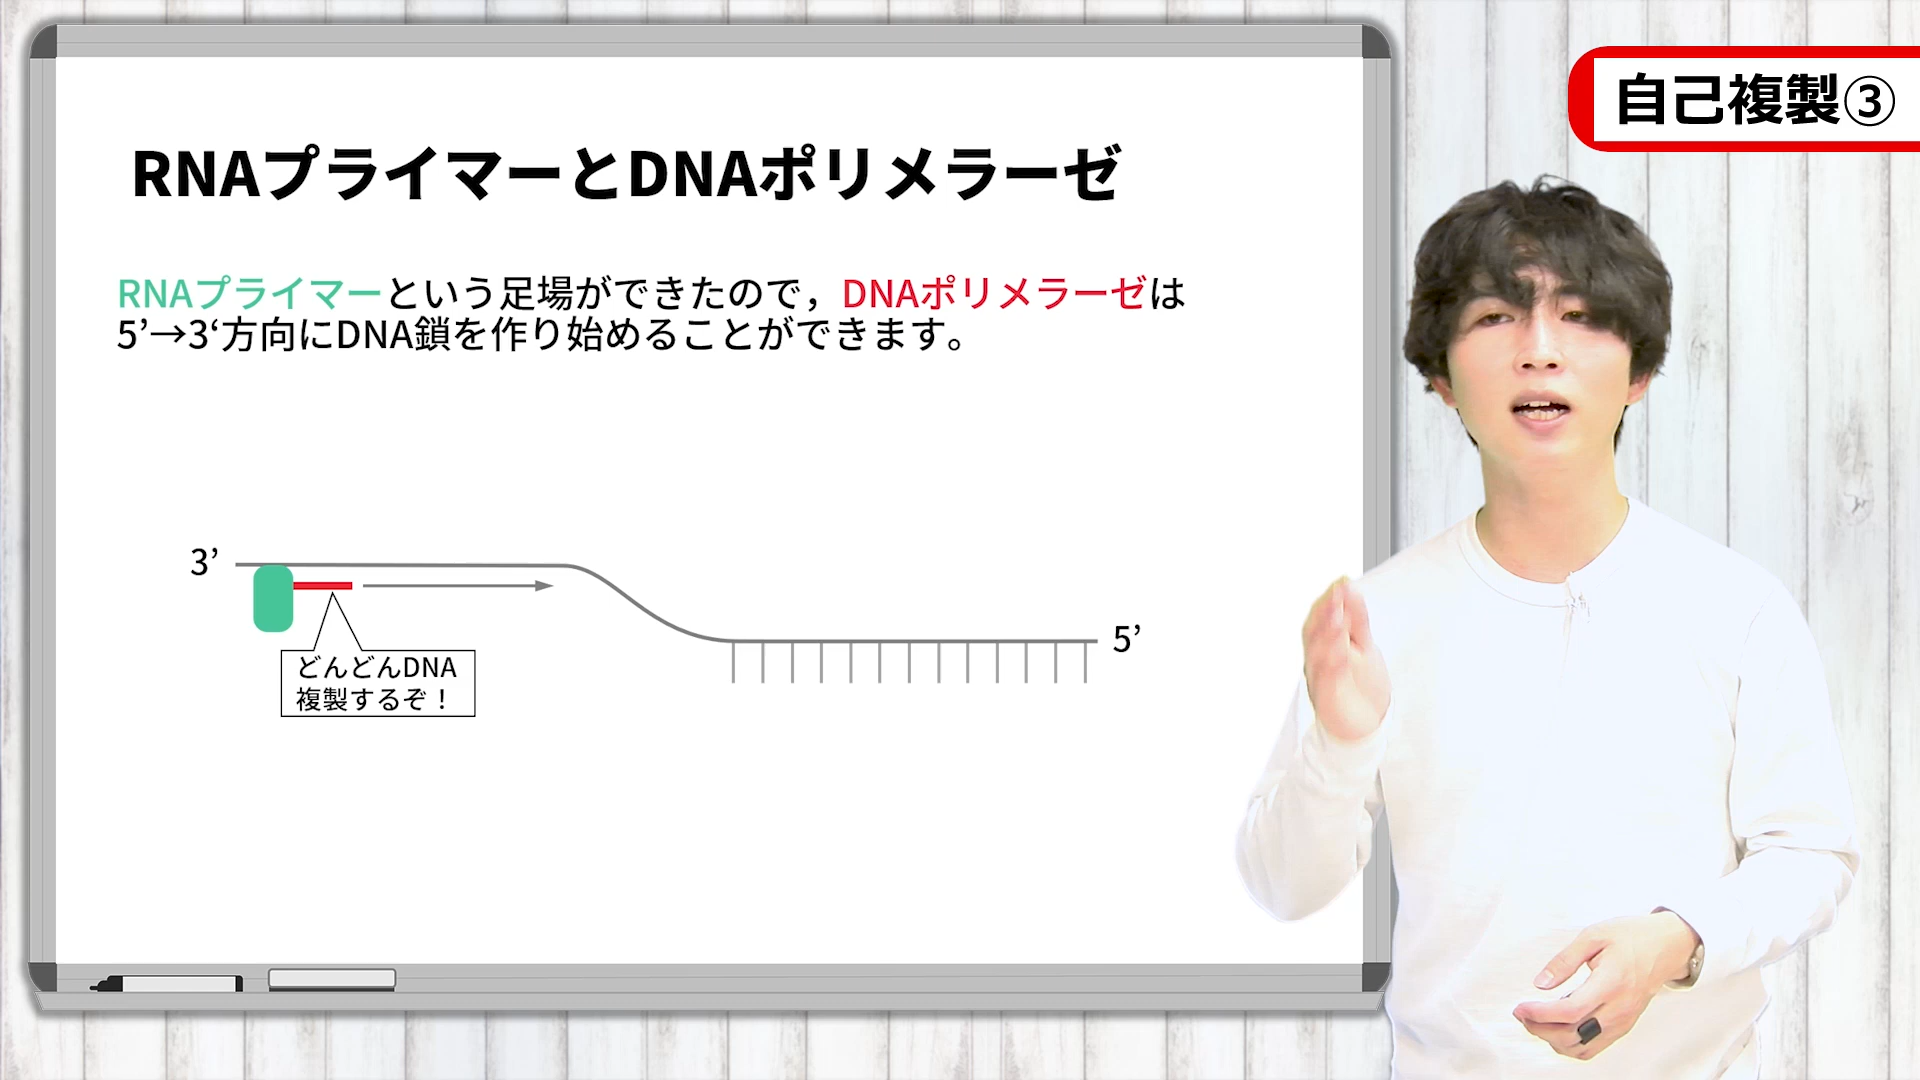 自己複製③
RNAプライマーとDNAポリメラーゼ
RNAプライマーという足場ができたので，DNAポリメラーゼは
5’→3‘方向にDNA鎖を作り始めることができます。
3’
5’
どんどんDNA
複製するぞ！